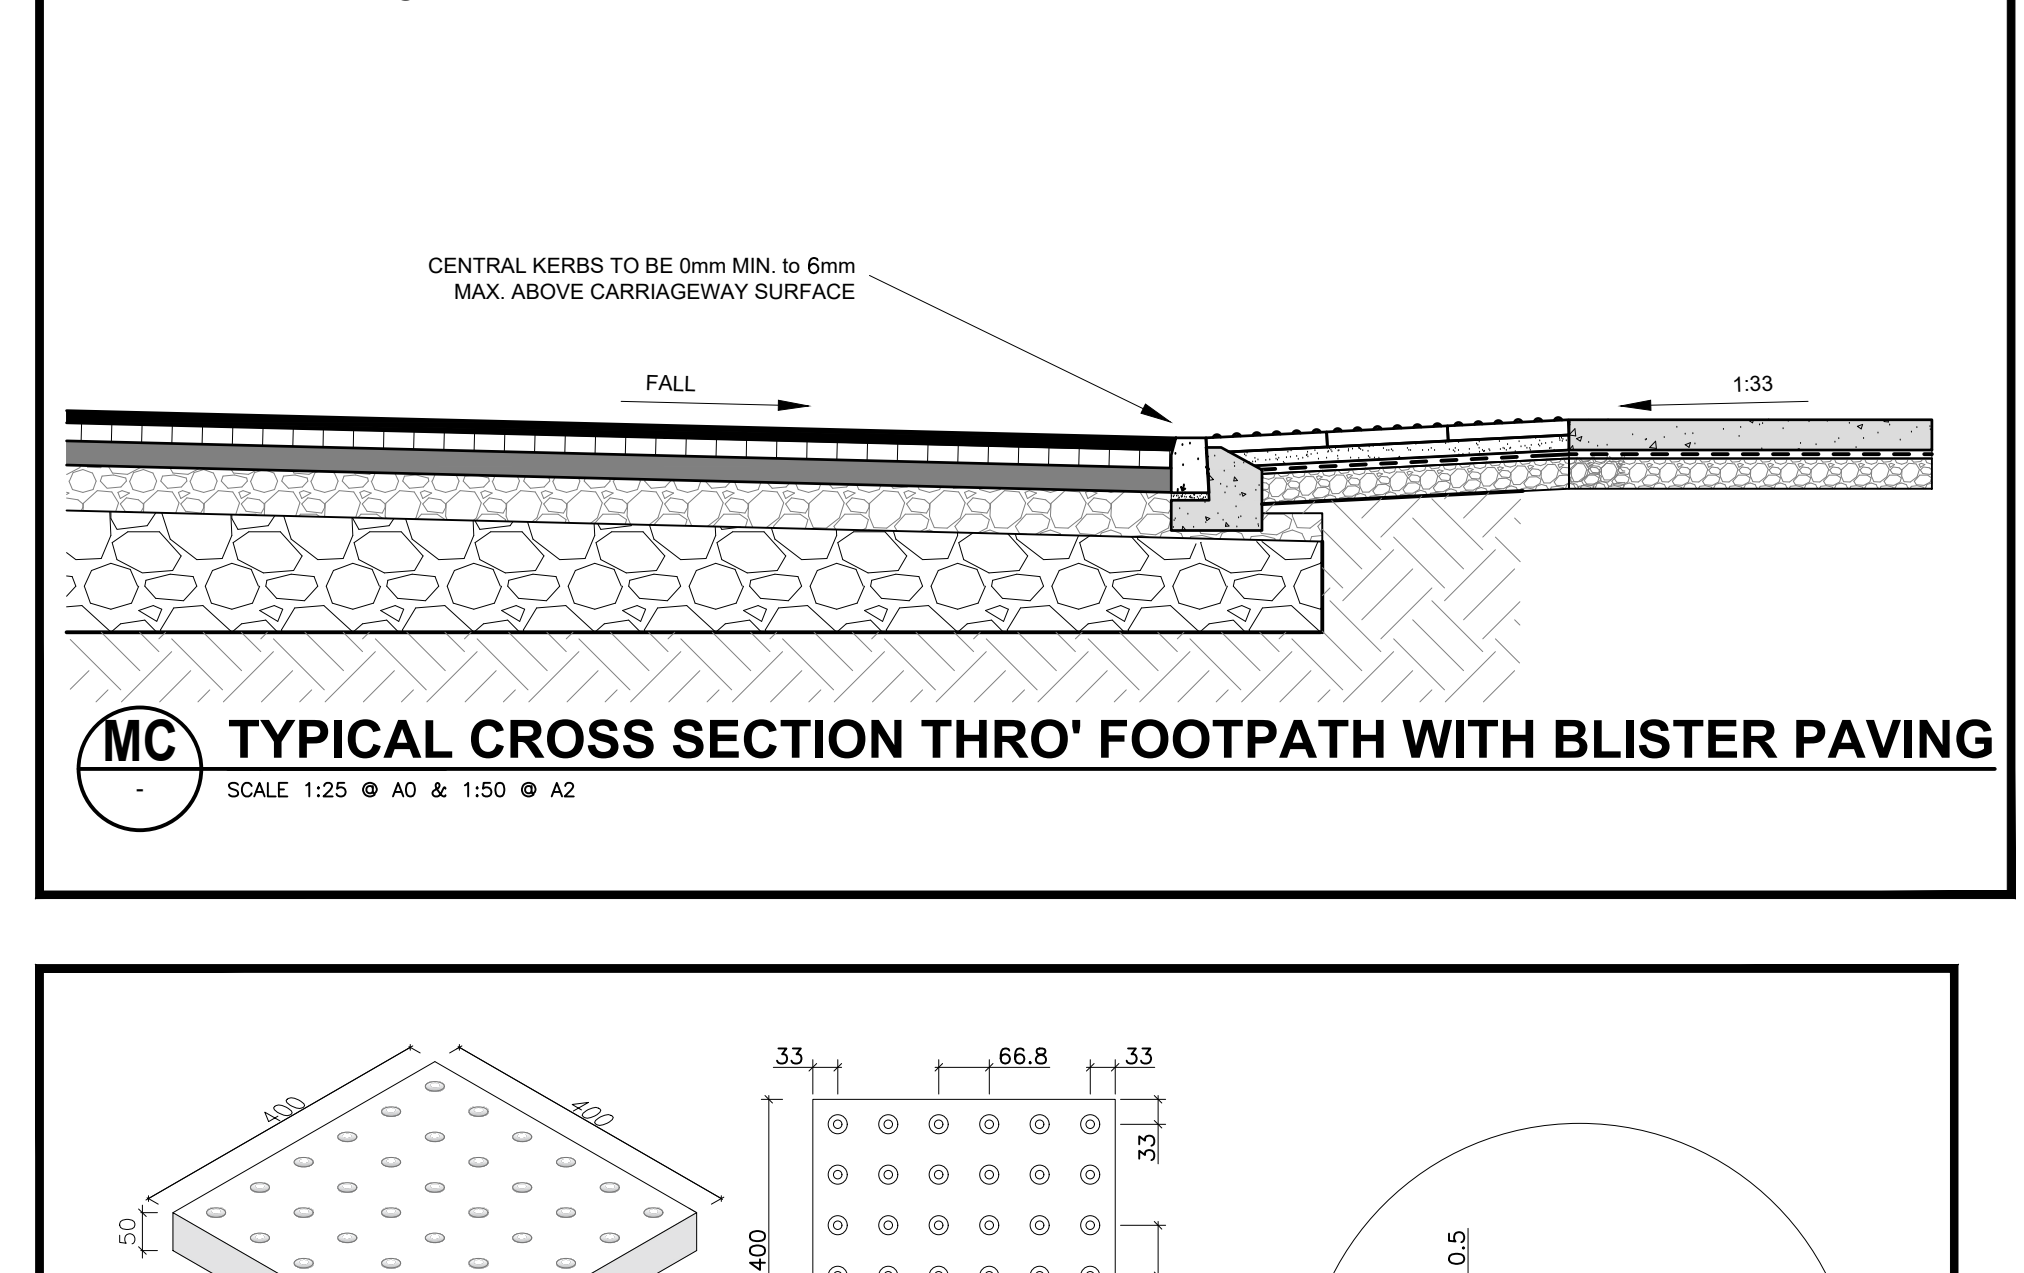 CENTRAL KERBS TO BE 0mm MIN. to 6mm
MAX. ABOVE CARRIAGEWAY SURFACE
FALL
1:33
MC
TYPICAL CROSS SECTION THRO' FOOTPATH WITH BLISTER PAVING
-
SCALE 1:25 @ A0 & 1:50 @ A2
33
66.8
33
400
400
33
50
400
0.5